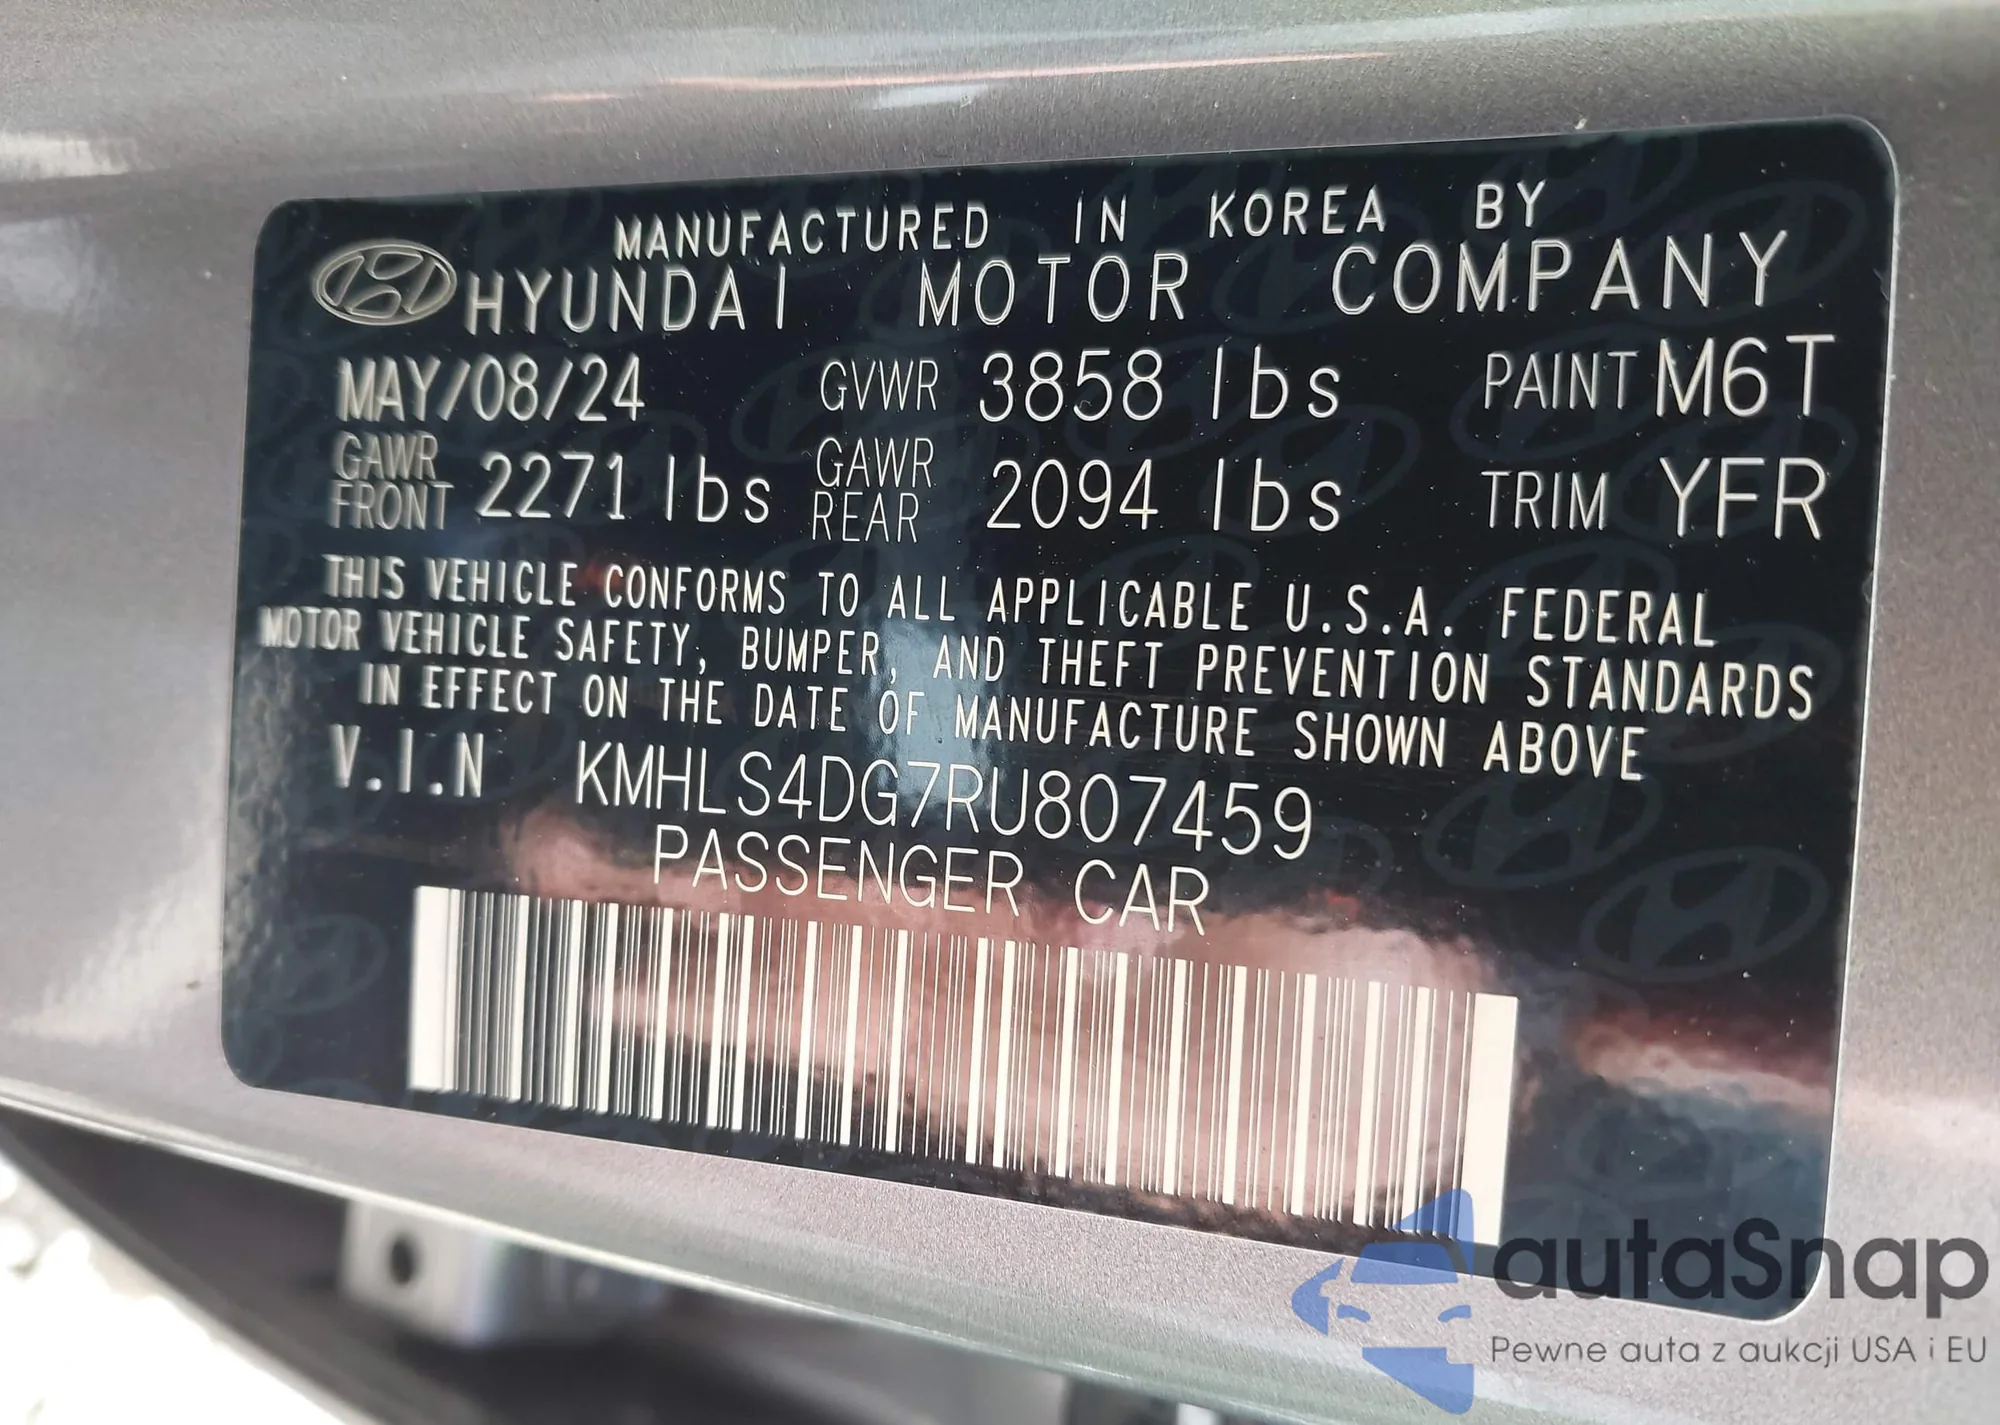 MANUFACTURED IN KOREA BY
HYUNDAI MOTOR COMPANY
MAY/08/24 GVWR 3858 lbs PAINT M6T
GAWR FRONT 2271 lbs GAWR REAR 2094 lbs TRIM YFR
THIS VEHICLE CONFORMS TO ALL APPLICABLE U.S.A. FEDERAL
MOTOR VEHICLE SAFETY, BUMPER, AND THEFT PREVENTION STANDARDS
IN EFFECT ON THE DATE OF MANUFACTURE SHOWN ABOVE
V.I.N KMHLS4DG7RU807459
PASSENGER CAR
autaSnap
Pewne auta z aukcji USA i EU